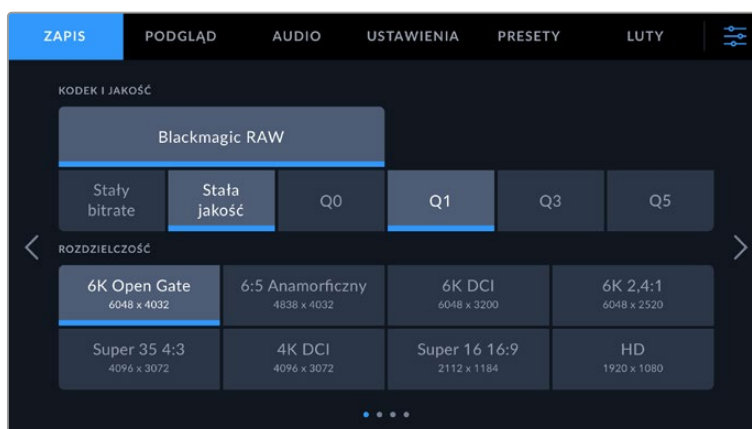 ZAPIS PODGLĄD AUDIO USTAWIENIA PRESETY LUTY
KODEK I JAKOŚĆ
Blackmagic RAW
Stały bitrate Stała jakość Q0 Q1 Q3 Q5
ROZDZIELCZOŚĆ
6K Open Gate 6:5 Anamorficzny 6K DCI 6K 2,4:1
6048 x 4032 4838 x 4032 6048 x 3200 6048 x 2520
Super 35 4:3 4K DCI Super 16 16:9 HD
4096 x 3072 4096 x 3072 2112 x 1184 1920 x 1080